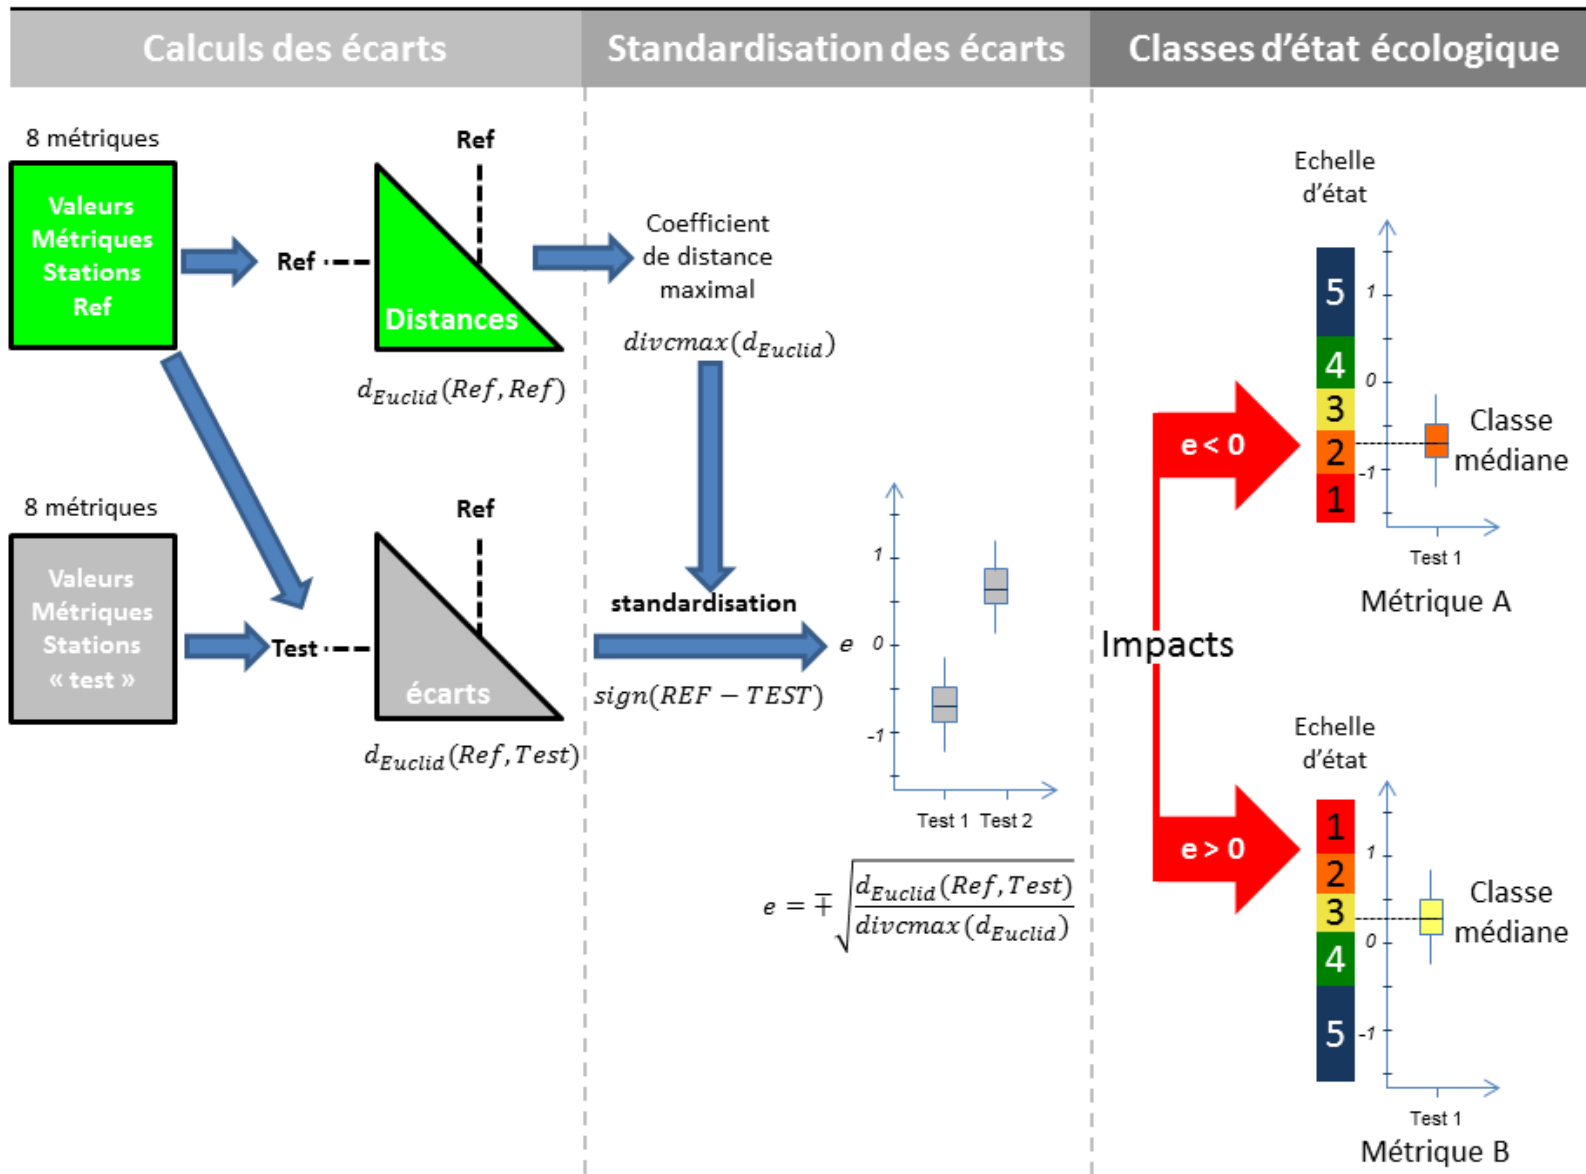 Calculs des écarts
Standardisation des écarts
Classes d'état écologique
8 métriques
Valeurs
Métriques
Stations
Ref
Ref
Ref
Distances
d_Euclid(Ref, Ref)
Coefficient
de distance
maximal
divcmax(d_Euclid)
8 métriques
Valeurs
Métriques
Stations
« test »
Test
Ref
écarts
d_Euclid(Ref, Test)
standardisation
sign(REF − TEST)
e
1
0
-1
Test 1
Test 2
e = ∓√(d_Euclid(Ref, Test) / divcmax(d_Euclid))
Impacts
e < 0
e > 0
Echelle
d'état
5
4
3
2
1
1
0
-1
Classe
médiane
Test 1
Métrique A
Echelle
d'état
1
2
3
4
5
1
0
-1
Classe
médiane
Test 1
Métrique B